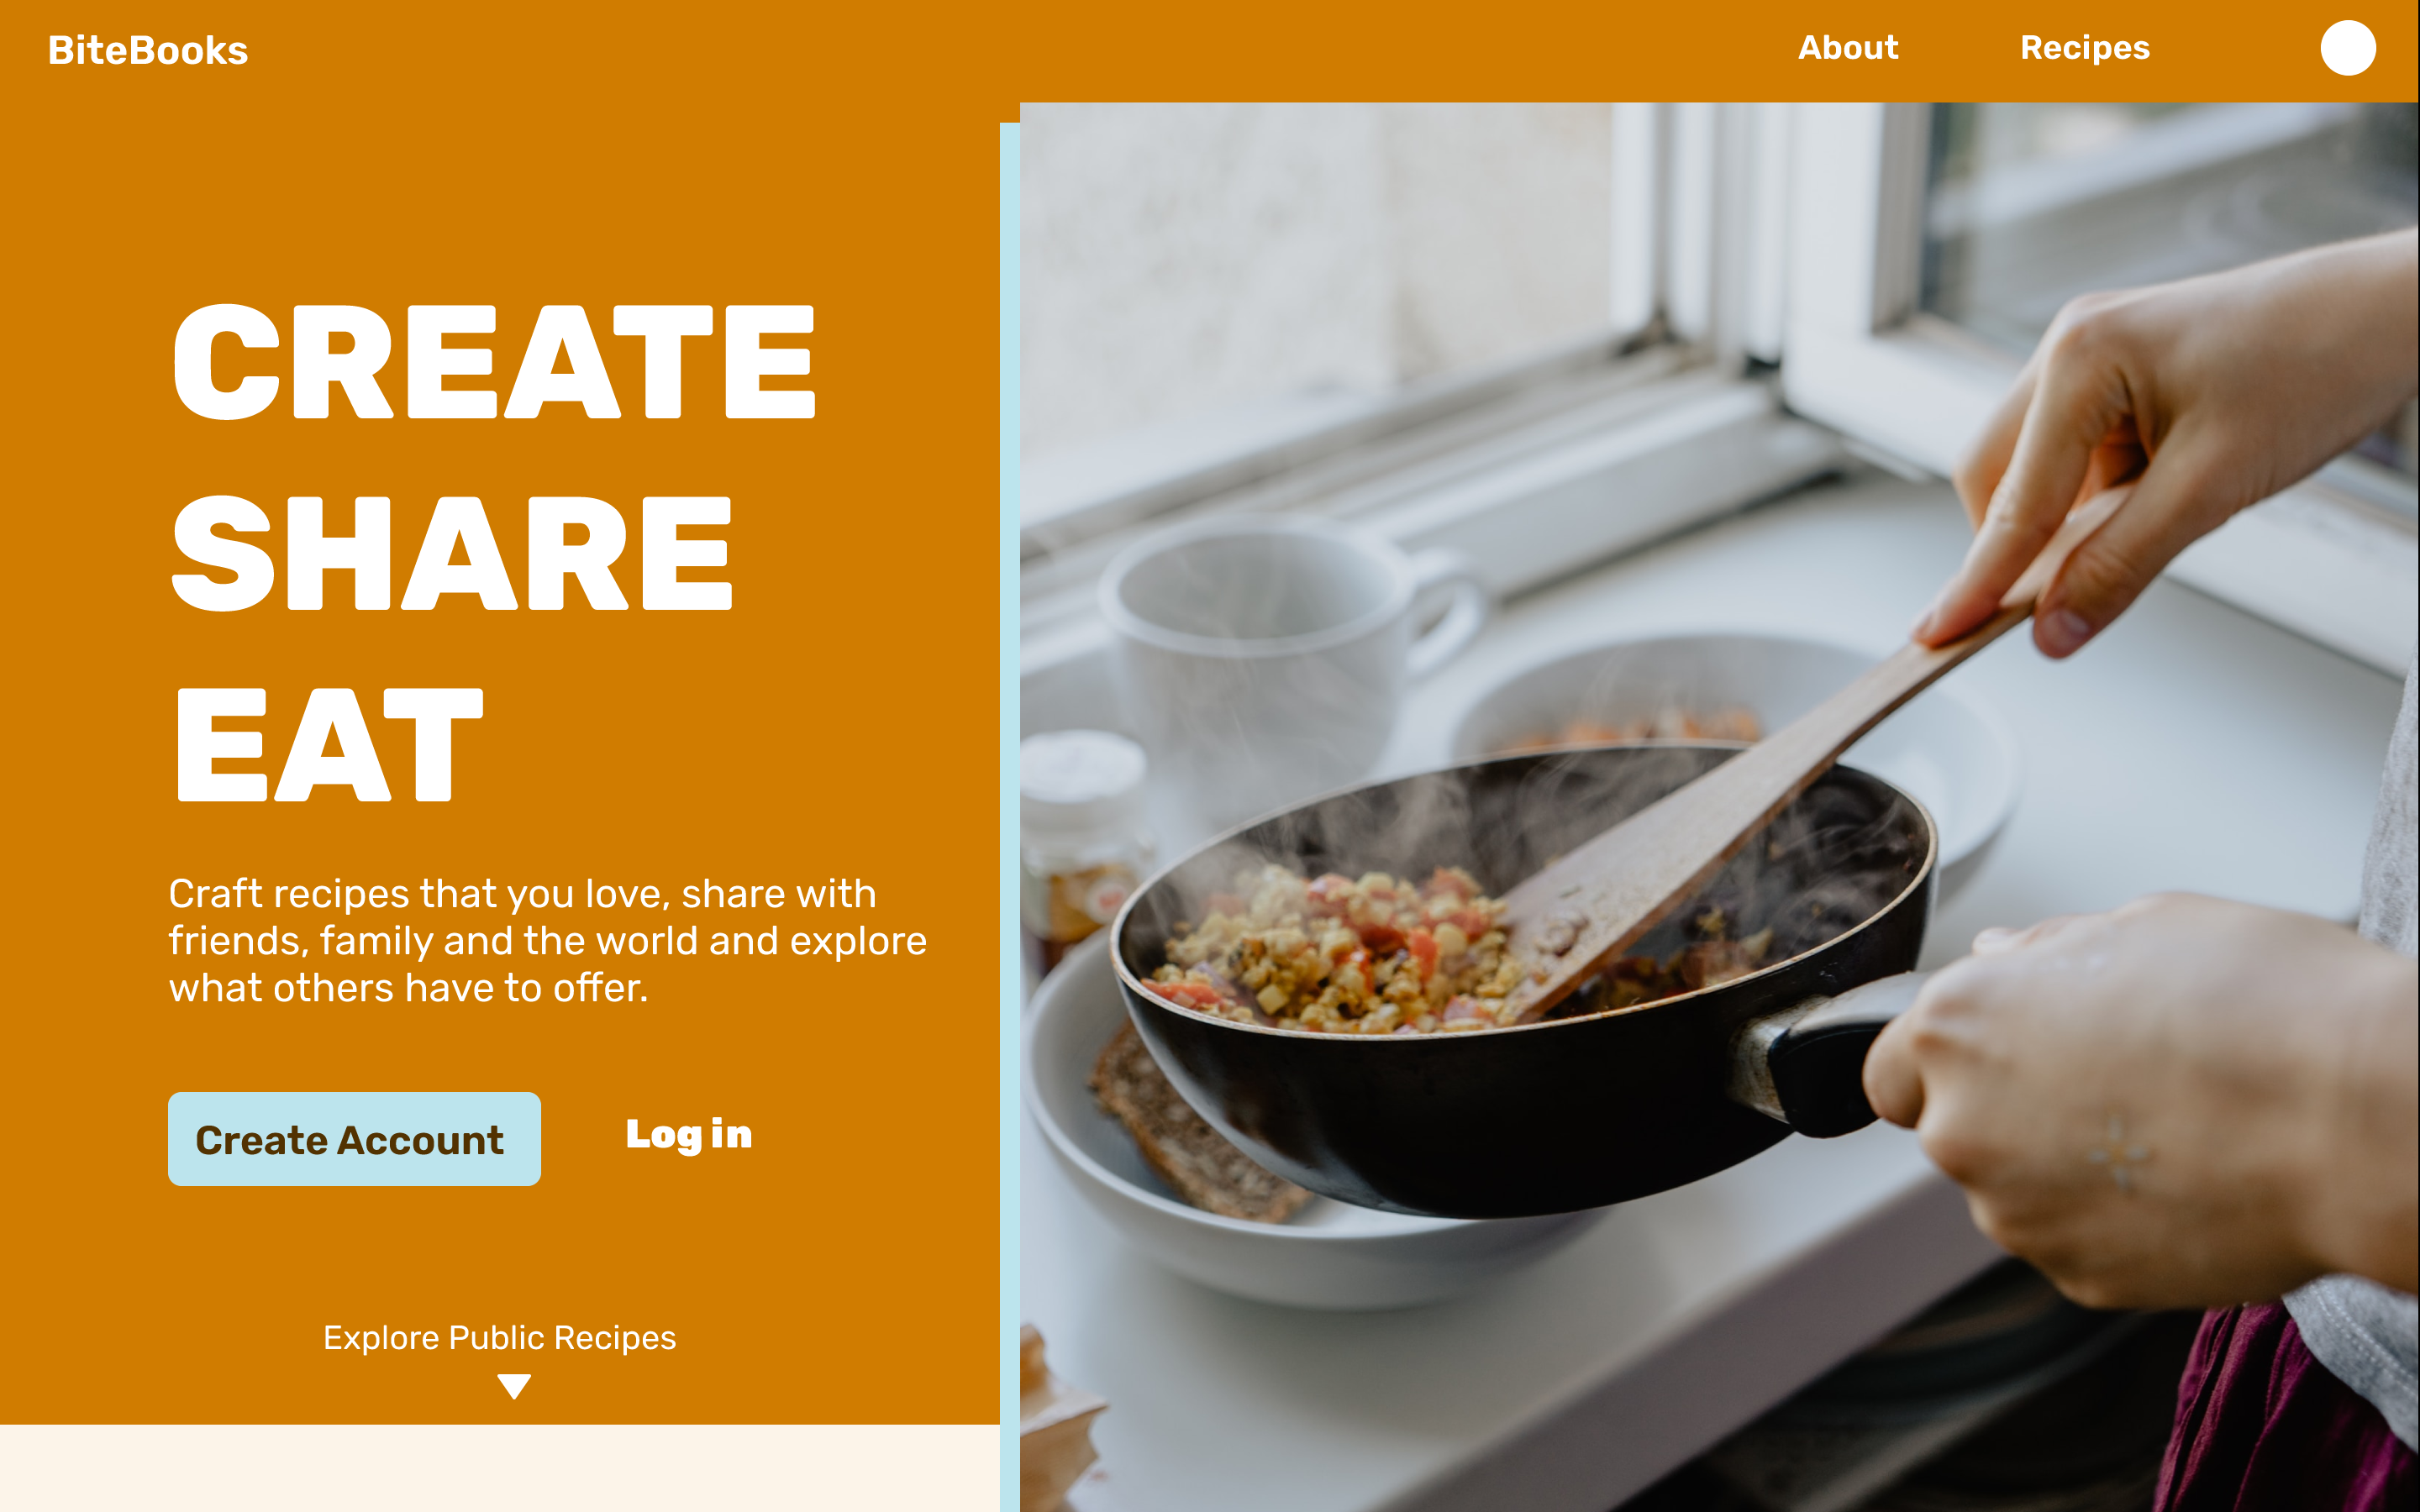 BiteBooks
About
Recipes
CREATE
SHARE
EAT
Craft recipes that you love, share with
friends, family and the world and explore
what others have to offer.
Create Account
Log in
Explore Public Recipes